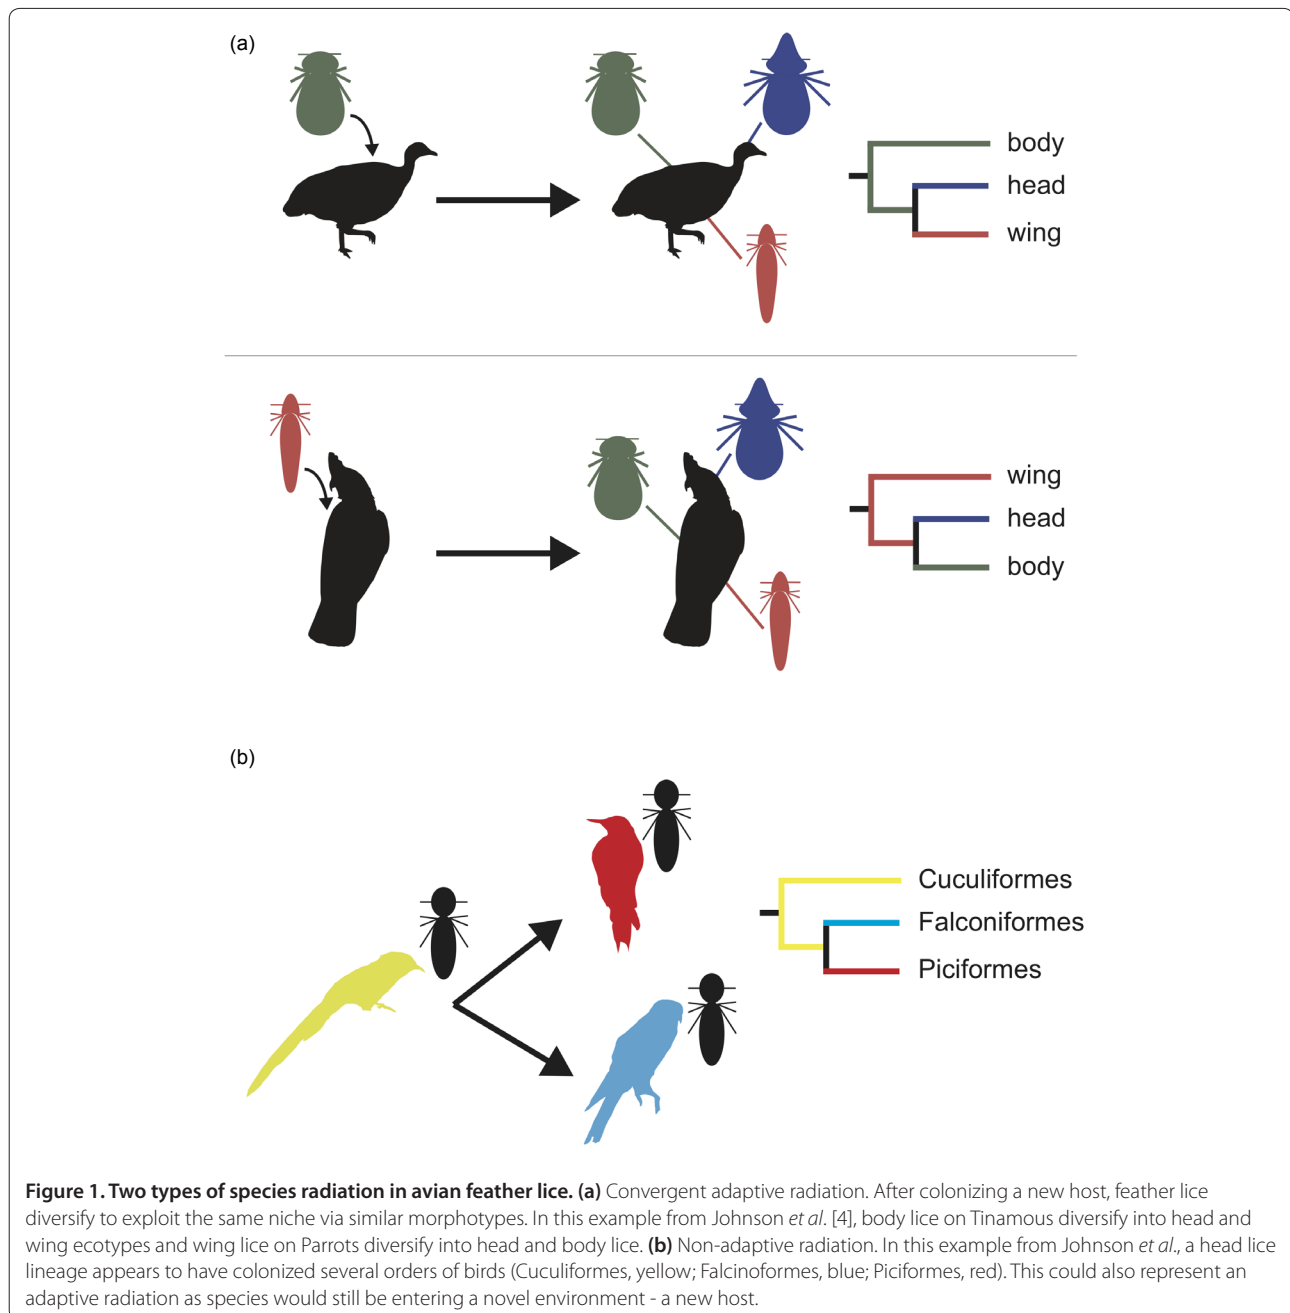 (a)
body
head
wing
wing
head
body
(b)
Cuculiformes
Falconiformes
Piciformes
Figure 1. Two types of species radiation in avian feather lice. (a) Convergent adaptive radiation. After colonizing a new host, feather lice
diversify to exploit the same niche via similar morphotypes. In this example from Johnson et al. [4], body lice on Tinamous diversify into head and
wing ecotypes and wing lice on Parrots diversify into head and body lice. (b) Non-adaptive radiation. In this example from Johnson et al., a head lice
lineage appears to have colonized several orders of birds (Cuculiformes, yellow; Falcinoformes, blue; Piciformes, red). This could also represent an
adaptive radiation as species would still be entering a novel environment - a new host.